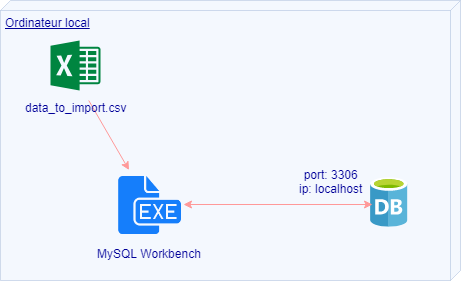 Ordinateur local
X
data_to_import.csv
port: 3306
ip: localhost
EXE
DB
MySQL Workbench